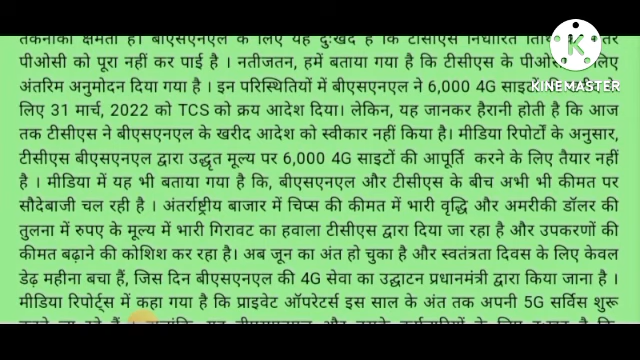 तकनीकी क्षमता है। बीएसएनएल के लिए यह दुःखद है कि टीसीएस निर्धारित
पीओसी को पूरा नहीं कर पाई है । नतीजतन, हमें बताया गया है कि टीसीएस के पीओसी लिए
अंतरिम अनुमोदन दिया गया है । इन परिस्थितियों में बीएसएनएल ने 6,000 4G साइटों
लिए 31 मार्च, 2022 को TCS को क्रय आदेश दिया। लेकिन, यह जानकर हैरानी होती है कि आज
तक टीसीएस ने बीएसएनएल के खरीद आदेश को स्वीकार नहीं किया है। मीडिया रिपोर्टों के अनुसार,
टीसीएस बीएसएनएल द्वारा उद्धृत मूल्य पर 6,000 4G साइटों की आपूर्ति करने के लिए तैयार नहीं
है । मीडिया में यह भी बताया गया है कि, बीएसएनएल और टीसीएस के बीच अभी भी कीमत पर
सौदेबाजी चल रही है । अंतर्राष्ट्रीय बाजार में चिप्स की कीमत में भारी वृद्धि और अमरीकी डॉलर की
तुलना में रुपए के मूल्य में भारी गिरावट का हवाला टीसीएस द्वारा दिया जा रहा है और उपकरणों की
कीमत बढ़ाने की कोशिश कर रहा है। अब जून का अंत हो चुका है और स्वतंत्रता दिवस के लिए केवल
डेढ़ महीना बचा हैं, जिस दिन बीएसएनएल की 4G सेवा का उद्घाटन प्रधानमंत्री द्वारा किया जाना है ।
मीडिया रिपोर्ट्स में कहा गया है कि प्राइवेट ऑपरेटर्स इस साल के अंत तक अपनी 5G सर्विस शुरू
KINEMASTER